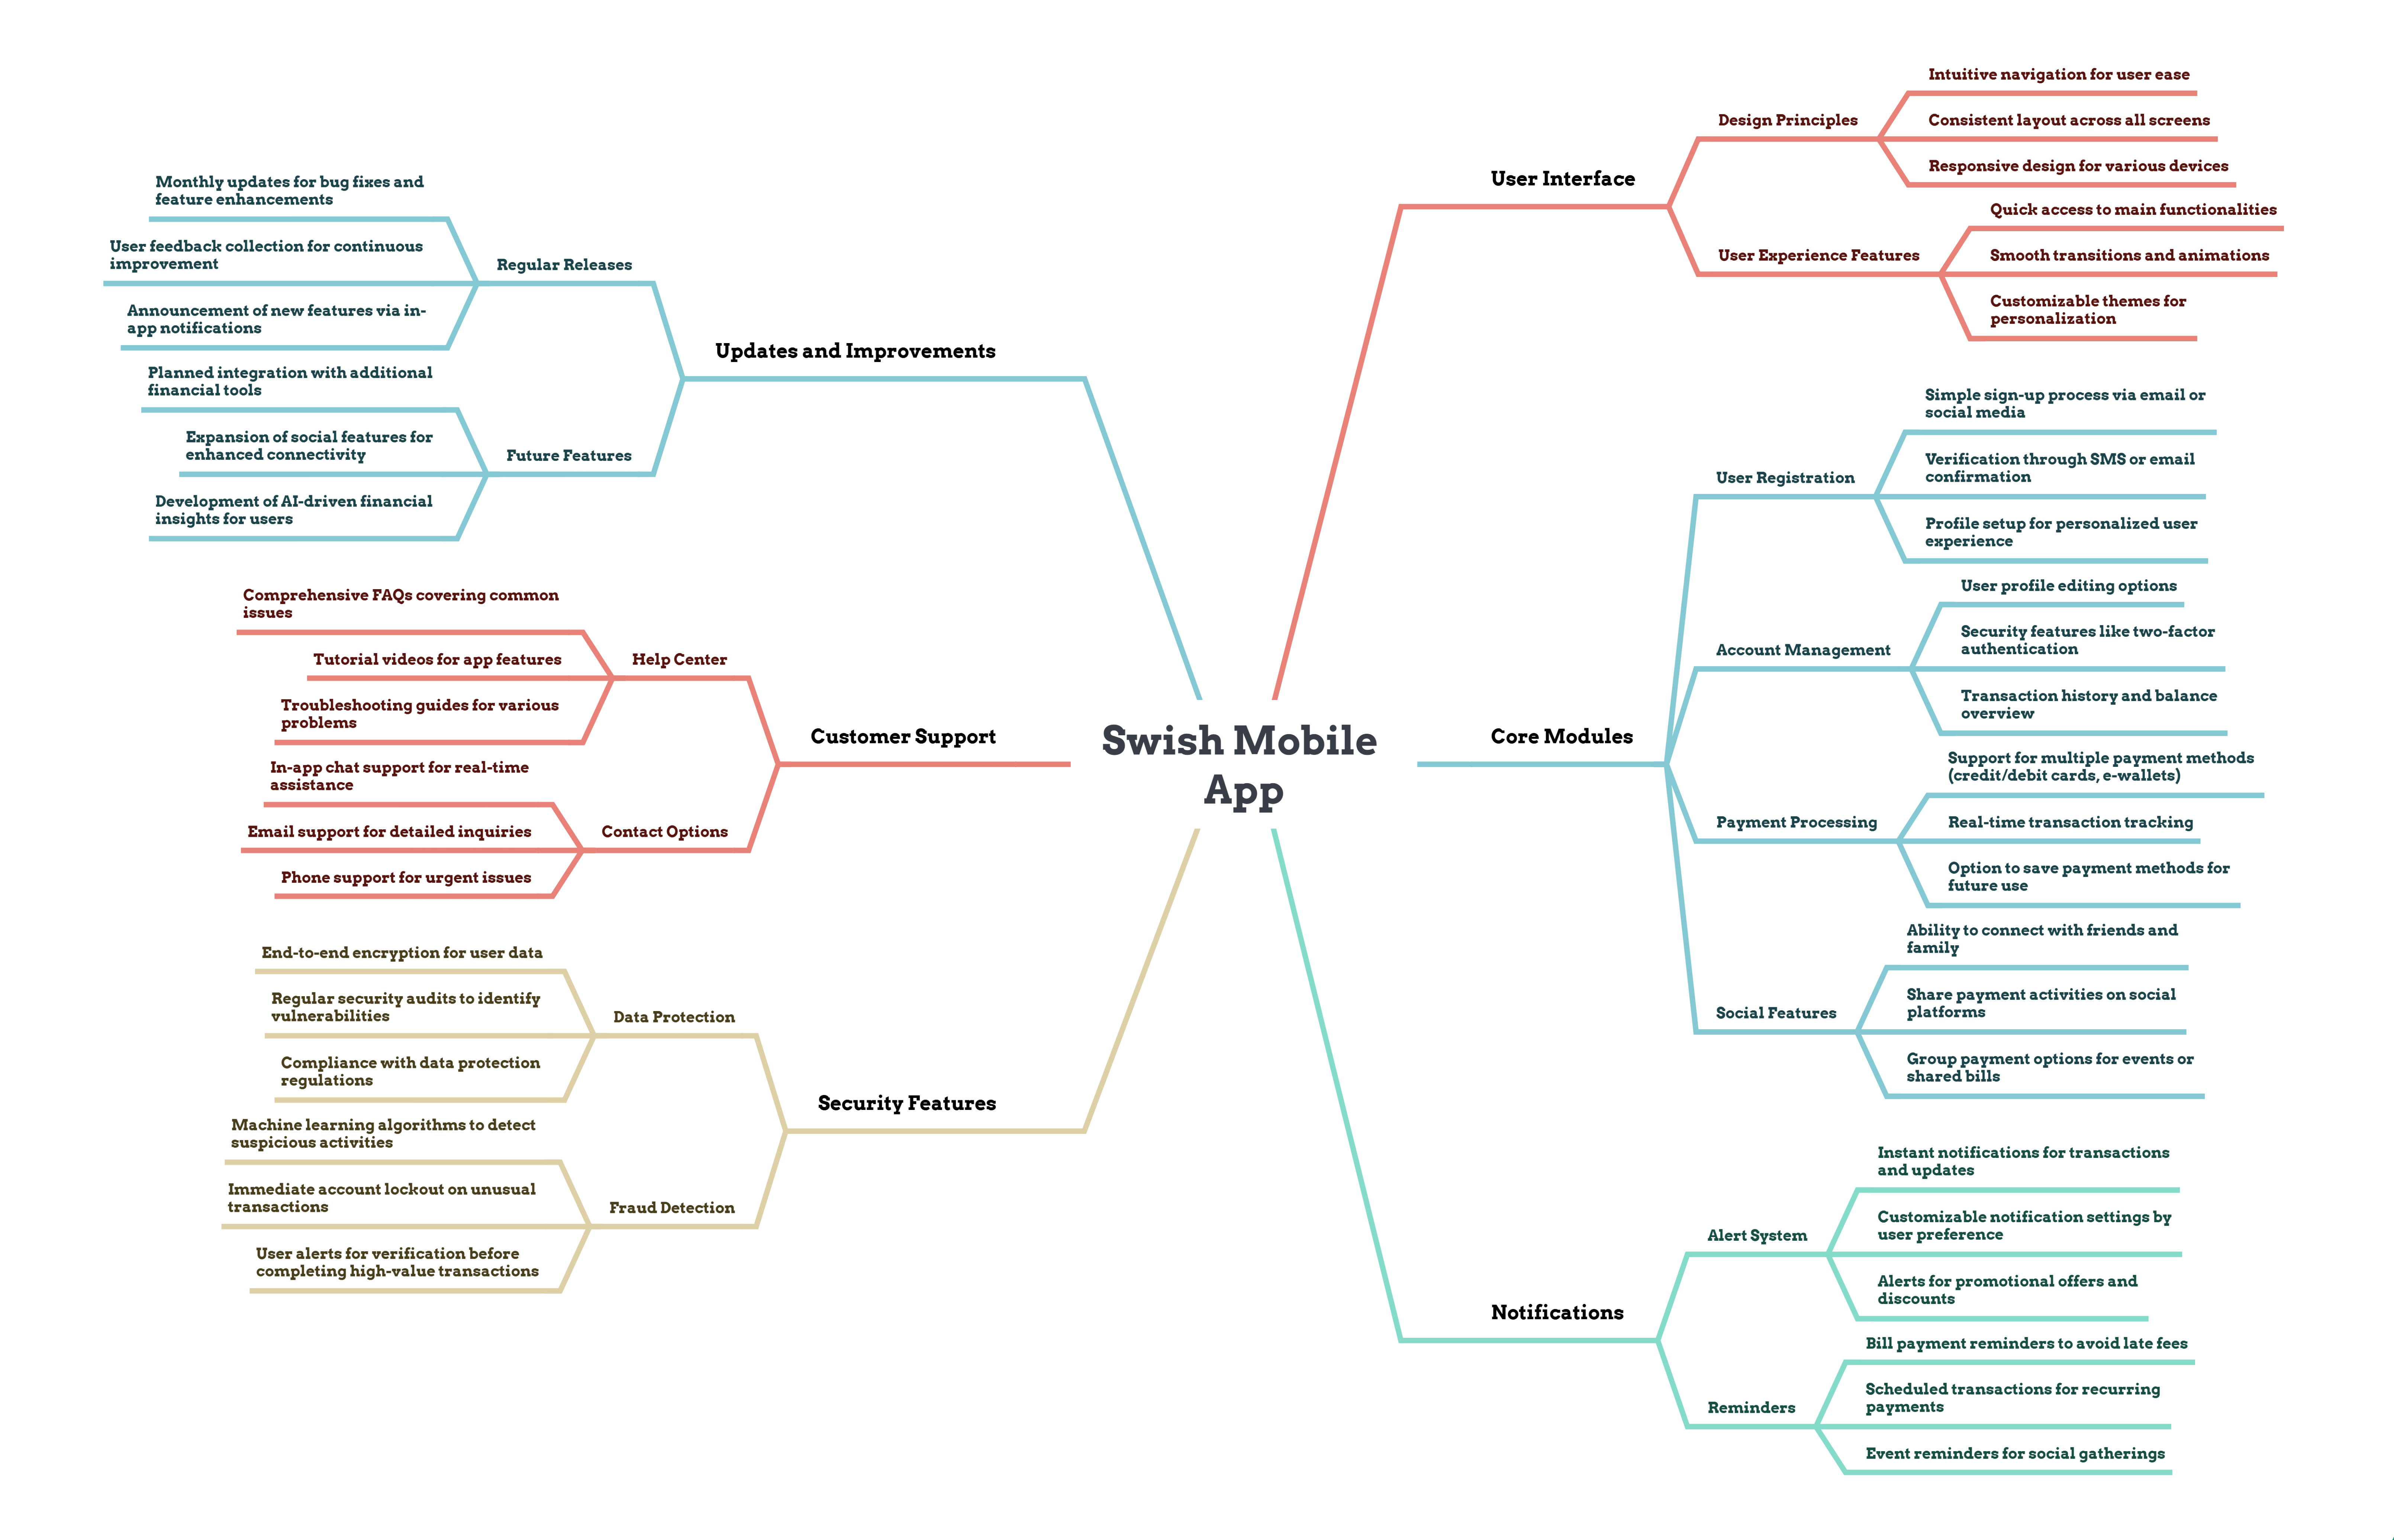 Swish Mobile
App
User Interface
Design Principles
Intuitive navigation for user ease
Consistent layout across all screens
Responsive design for various devices
User Experience Features
Quick access to main functionalities
Smooth transitions and animations
Customizable themes for
personalization
Core Modules
User Registration
Simple sign-up process via email or
social media
Verification through SMS or email
confirmation
Profile setup for personalized user
experience
Account Management
User profile editing options
Security features like two-factor
authentication
Transaction history and balance
overview
Payment Processing
Support for multiple payment methods
(credit/debit cards, e-wallets)
Real-time transaction tracking
Option to save payment methods for
future use
Social Features
Ability to connect with friends and
family
Share payment activities on social
platforms
Group payment options for events or
shared bills
Notifications
Alert System
Instant notifications for transactions
and updates
Customizable notification settings by
user preference
Alerts for promotional offers and
discounts
Reminders
Bill payment reminders to avoid late fees
Scheduled transactions for recurring
payments
Event reminders for social gatherings
Updates and Improvements
Regular Releases
Monthly updates for bug fixes and
feature enhancements
User feedback collection for continuous
improvement
Announcement of new features via in-
app notifications
Future Features
Planned integration with additional
financial tools
Expansion of social features for
enhanced connectivity
Development of AI-driven financial
insights for users
Customer Support
Help Center
Comprehensive FAQs covering common
issues
Tutorial videos for app features
Troubleshooting guides for various
problems
Contact Options
In-app chat support for real-time
assistance
Email support for detailed inquiries
Phone support for urgent issues
Security Features
Data Protection
End-to-end encryption for user data
Regular security audits to identify
vulnerabilities
Compliance with data protection
regulations
Fraud Detection
Machine learning algorithms to detect
suspicious activities
Immediate account lockout on unusual
transactions
User alerts for verification before
completing high-value transactions